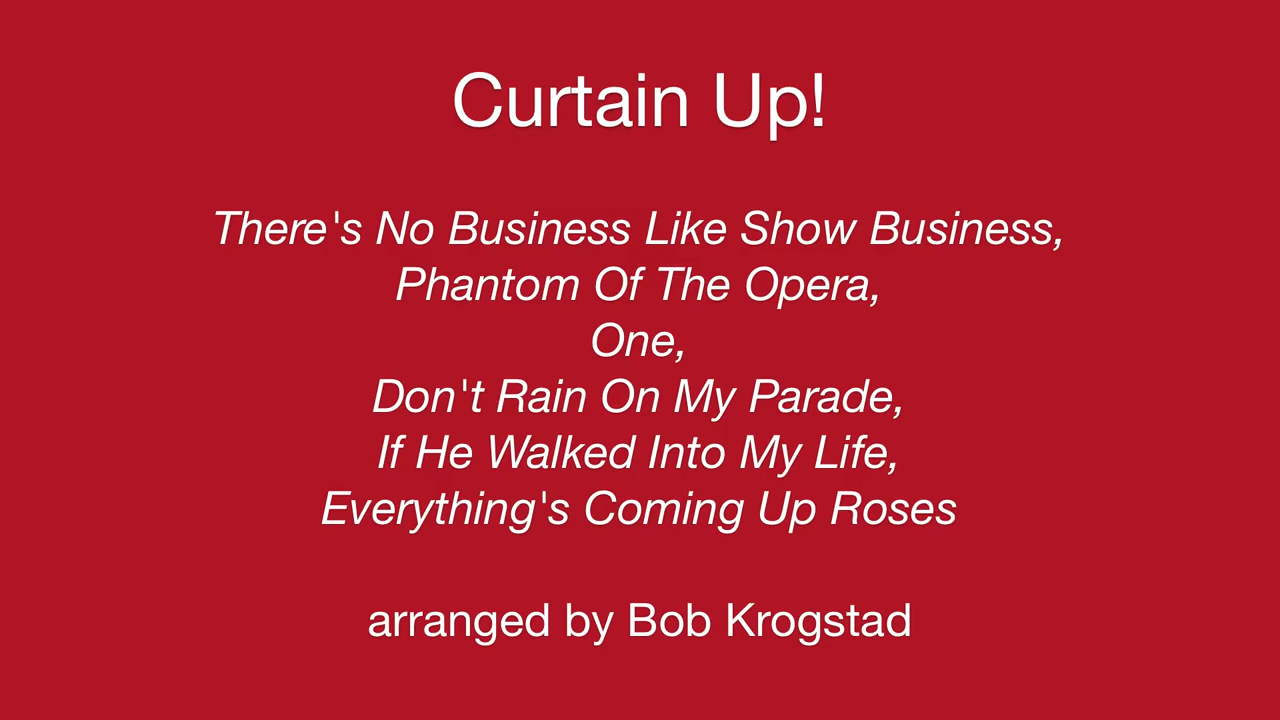 Curtain Up!
There's No Business Like Show Business,
Phantom Of The Opera,
One,
Don't Rain On My Parade,
If He Walked Into My Life,
Everything's Coming Up Roses
arranged by Bob Krogstad